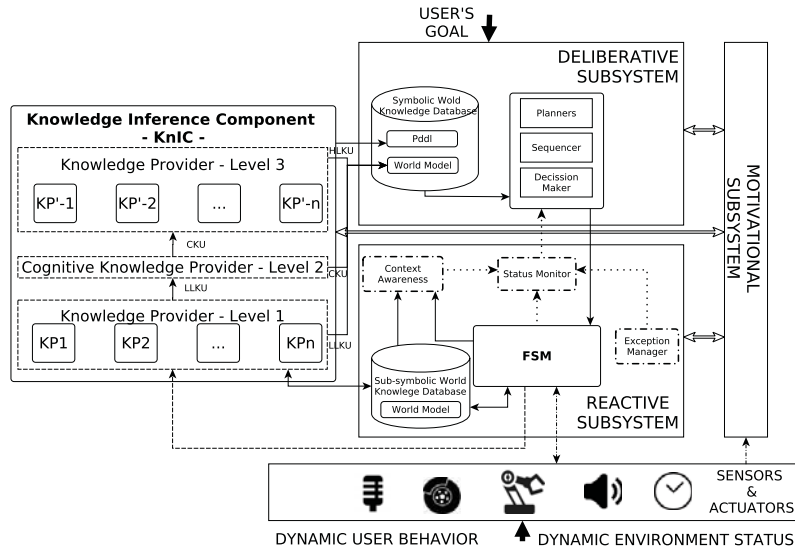 USER'S
GOAL
DELIBERATIVE
SUBSYSTEM
Symbolic Wold
Knowledge Database
Pddl
World Model
Planners
Sequencer
Decission
Maker
Knowledge Inference Component
- KnIC -
HLKU
Knowledge Provider - Level 3
KP'-1
KP'-2
...
KP'-n
CKU
Cognitive Knowledge Provider - Level 2
CKU
LLKU
Knowledge Provider - Level 1
KP1
KP2
...
KPn
LLKU
MOTIVATIONAL
SUBSYSTEM
Context
Awareness
Status Monitor
FSM
Exception
Manager
Sub-symbolic World
Knowlege Database
World Model
REACTIVE
SUBSYSTEM
SENSORS
&
ACTUATORS
DYNAMIC USER BEHAVIOR
DYNAMIC ENVIRONMENT STATUS